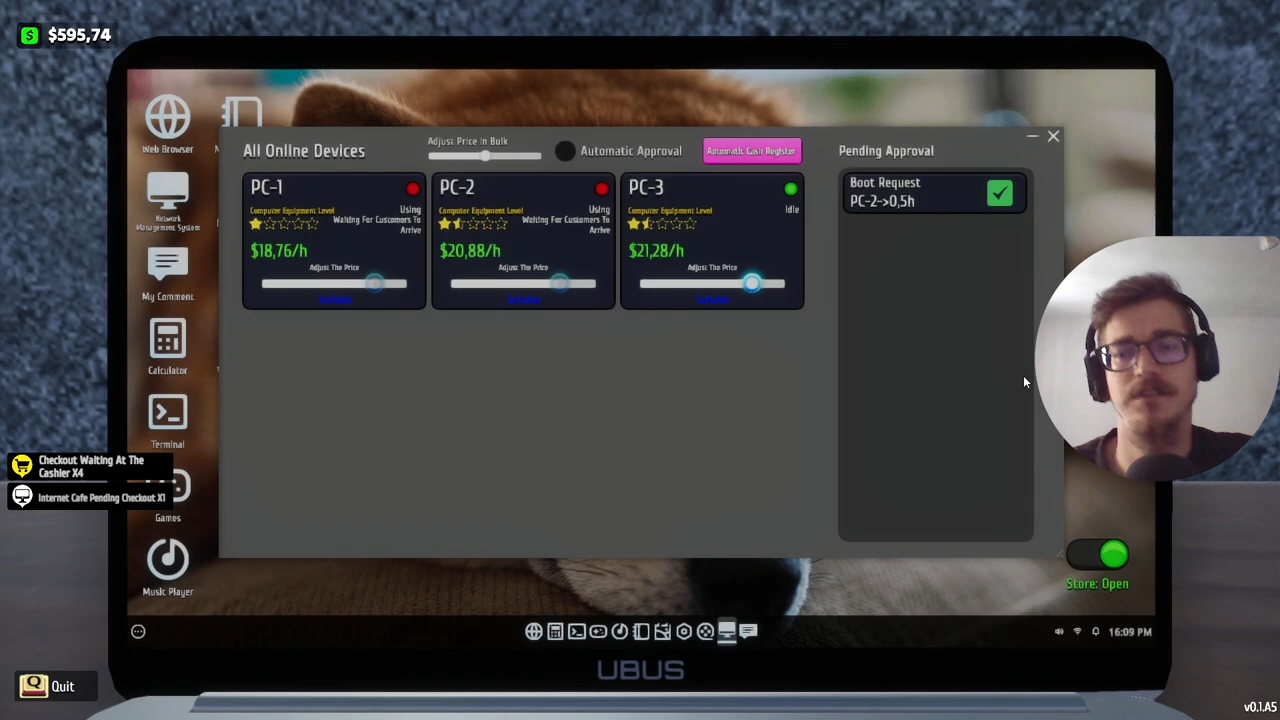 $ $595,74
Web Browser
Network
Management System
My Comment
Calculator
Terminal
Games
Music Player
All Online Devices
Adjust Price In Bulk
Automatic Approval
Automatic Cash Register
Pending Approval
PC-1
Computer Equipment Level
Using
Waiting For Customers To
Arrive
$18,76/h
Adjust The Price
PC-2
Computer Equipment Level
Using
Waiting For Customers To
Arrive
$20,88/h
Adjust The Price
PC-3
Computer Equipment Level
Idle
$21,28/h
Adjust The Price
Boot Request
PC-2->0,5h
Checkout Waiting At The
Cashier X4
Internet Cafe Pending Checkout X1
Store: Open
16:09 PM
UBUS
Q Quit
v0.1.A5